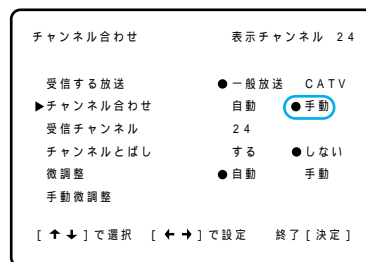 チャンネル合わせ 表示チャンネル 24
受信する放送 ●一般放送 CATV
▶チャンネル合わせ 自動 ●手動
受信チャンネル 24
チャンネルとばし する ●しない
微調整 ●自動 手動
手動微調整
[↑↓]で選択 [←→]で設定 終了[決定]